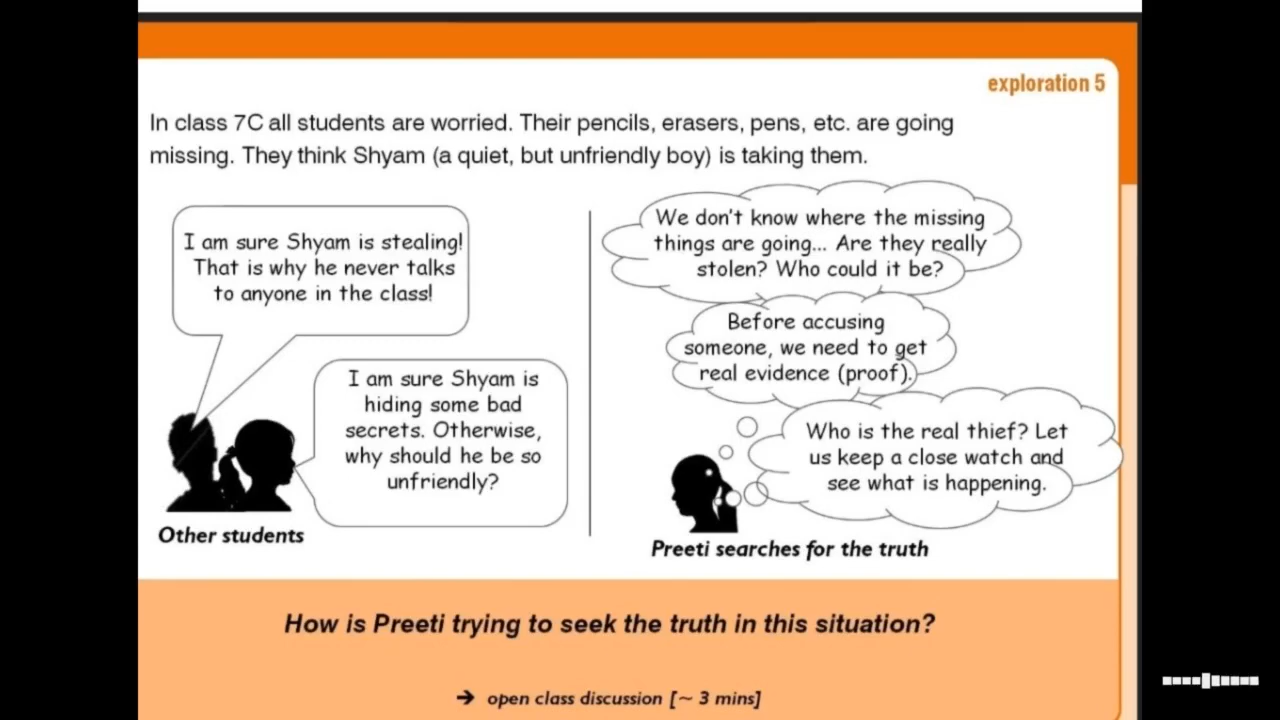 exploration 5
In class 7C all students are worried. Their pencils, erasers, pens, etc. are going
missing. They think Shyam (a quiet, but unfriendly boy) is taking them.
I am sure Shyam is stealing!
That is why he never talks
to anyone in the class!
I am sure Shyam is
hiding some bad
secrets. Otherwise,
why should he be so
unfriendly?
Other students
We don't know where the missing
things are going... Are they really
stolen? Who could it be?
Before accusing
someone, we need to get
real evidence (proof).
Who is the real thief? Let
us keep a close watch and
see what is happening.
Preeti searches for the truth
How is Preeti trying to seek the truth in this situation?
→ open class discussion [~ 3 mins]